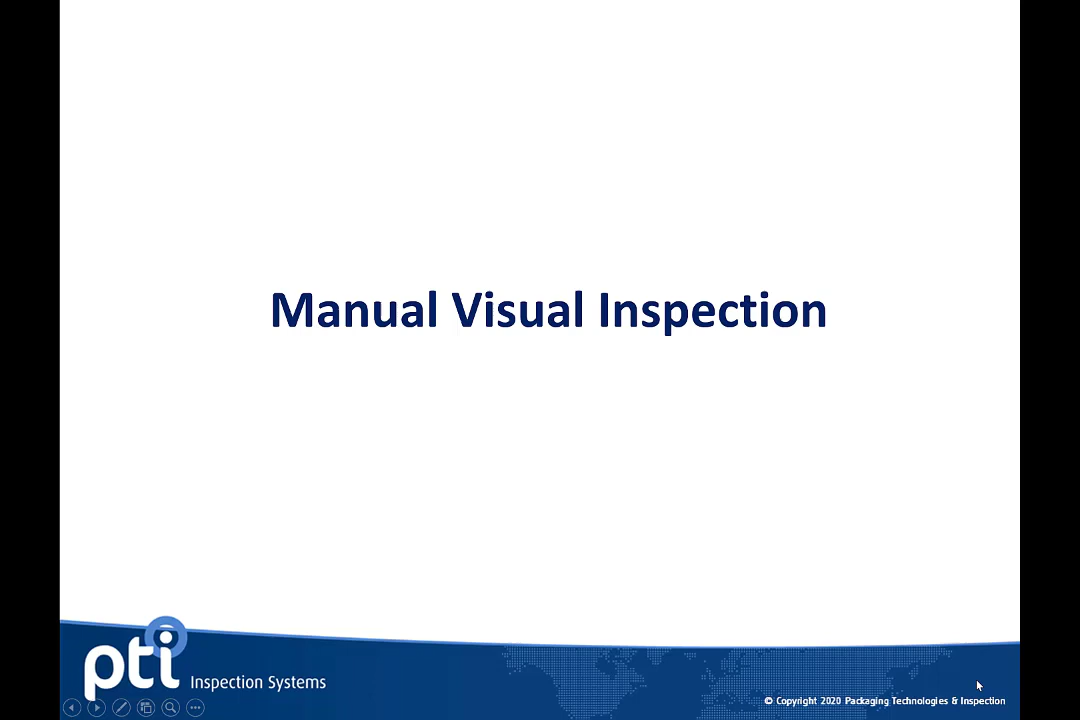 Manual Visual Inspection
pti Inspection Systems
© Copyright 2020 Packaging Technologies & Inspection